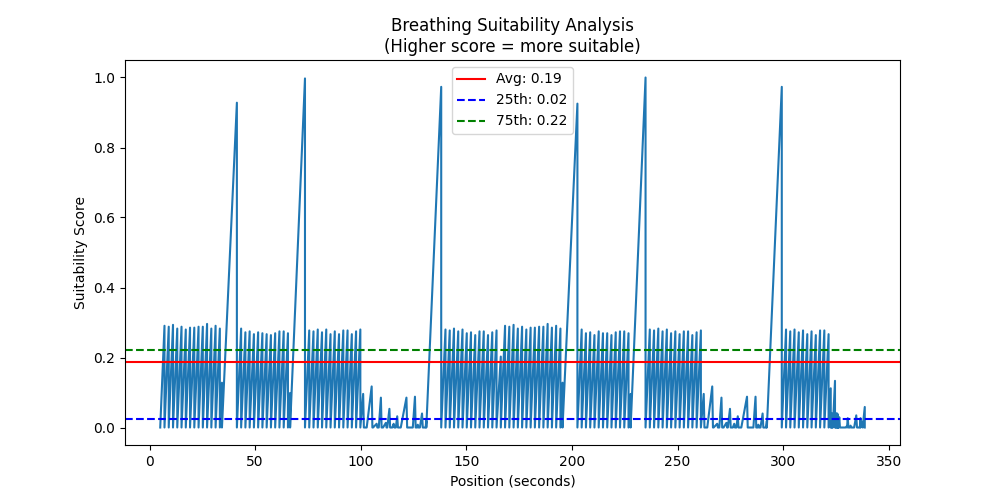 Breathing Suitability Analysis
(Higher score = more suitable)
Avg: 0.19
25th: 0.02
75th: 0.22
Suitability Score
1.0
0.8
0.6
0.4
0.2
0.0
0 50 100 150 200 250 300 350
Position (seconds)